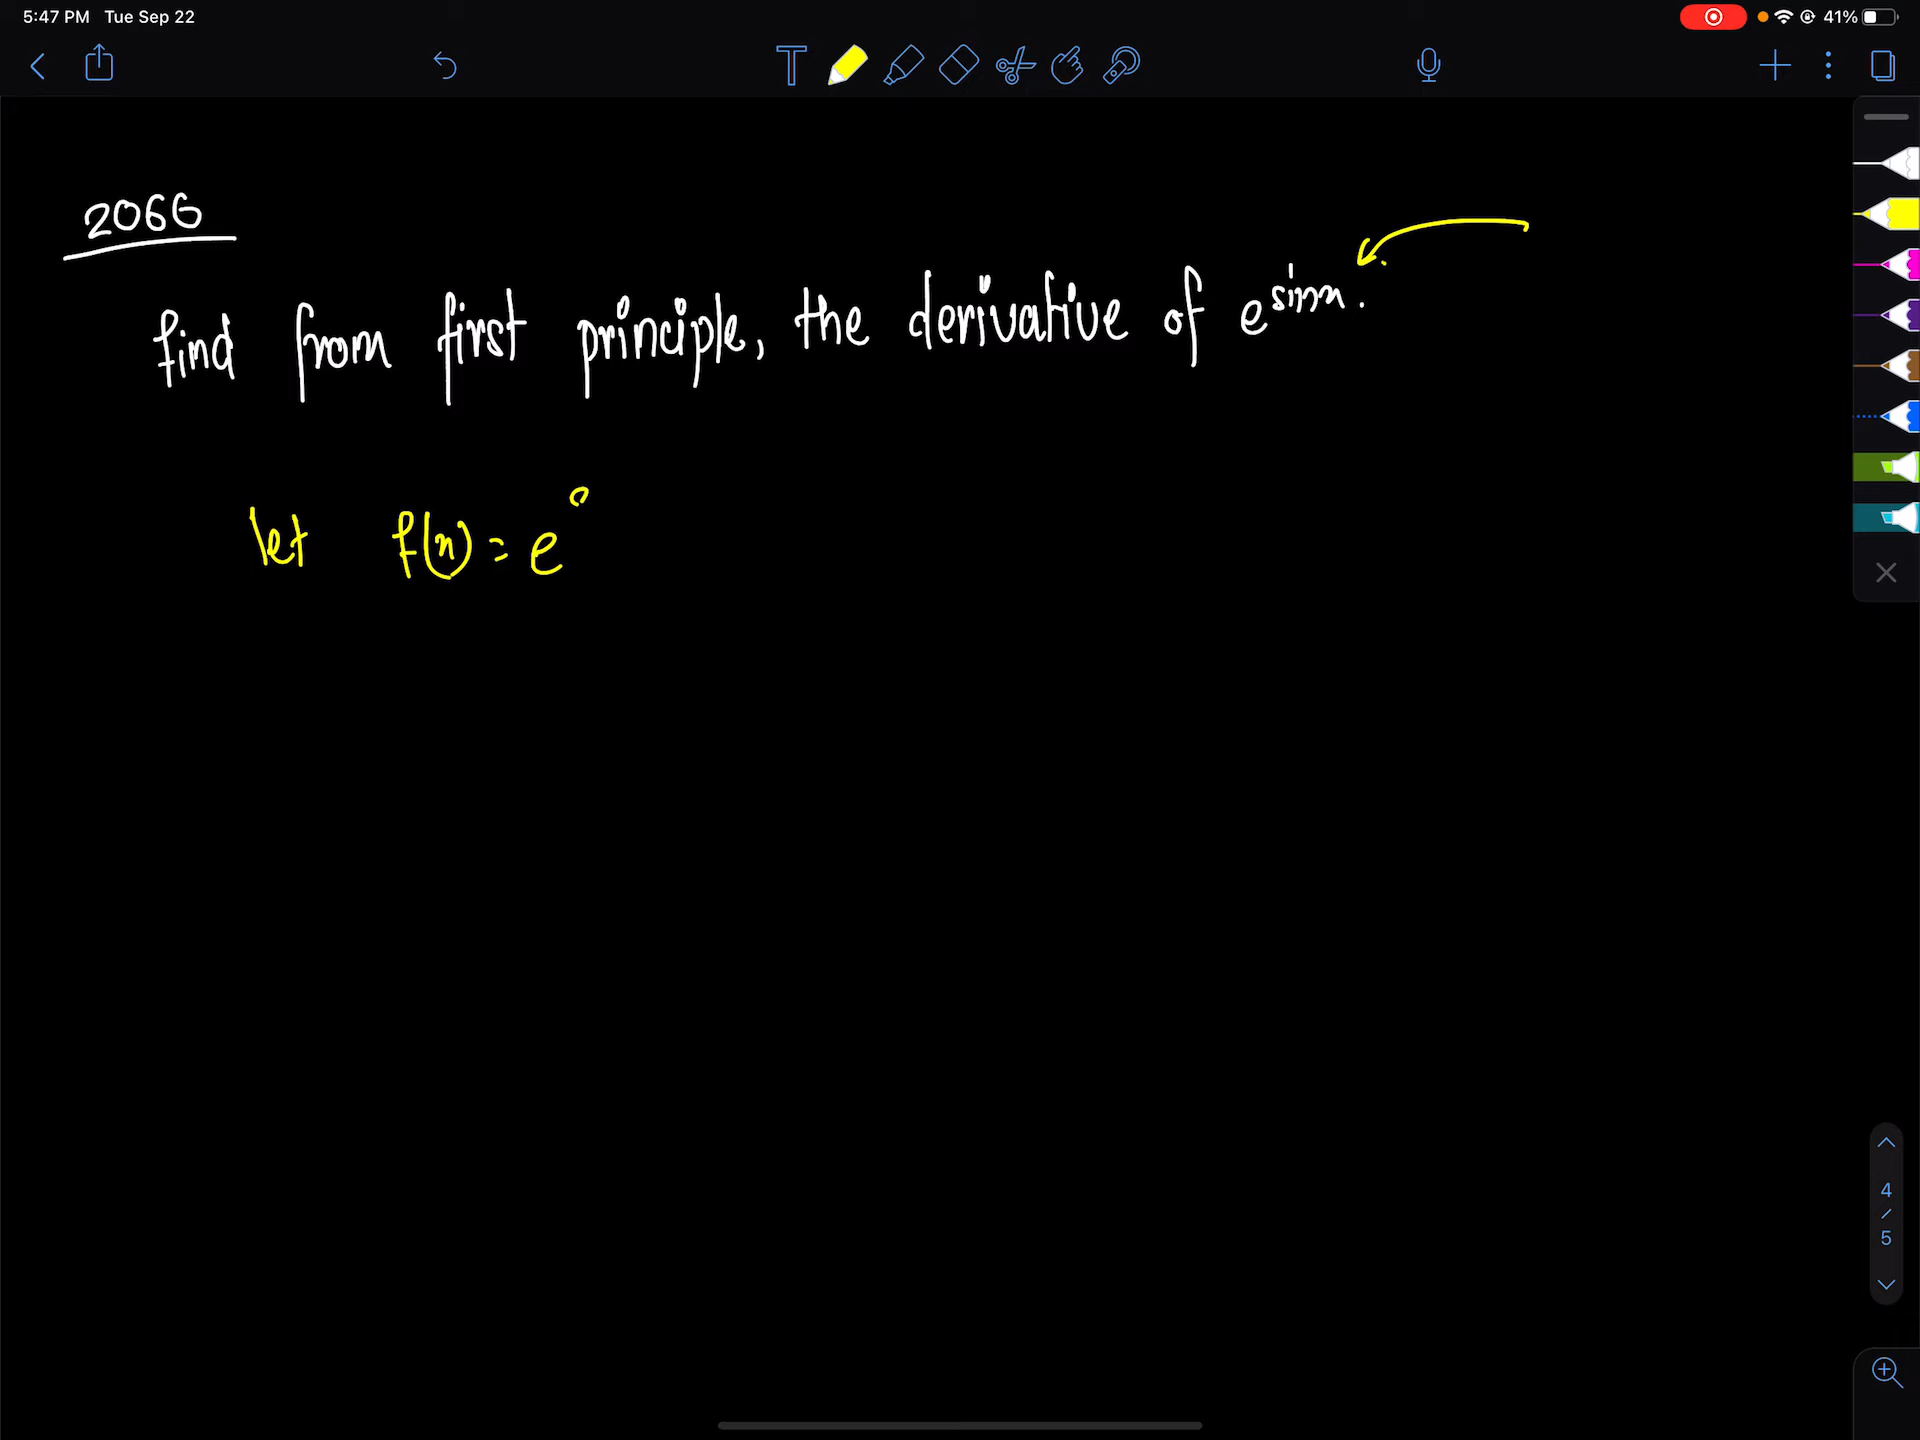 5:47 PM Tue Sep 22
41%
2066
find from first principle, the derivative of e^sinx.
let f(x) = e
4
/
5